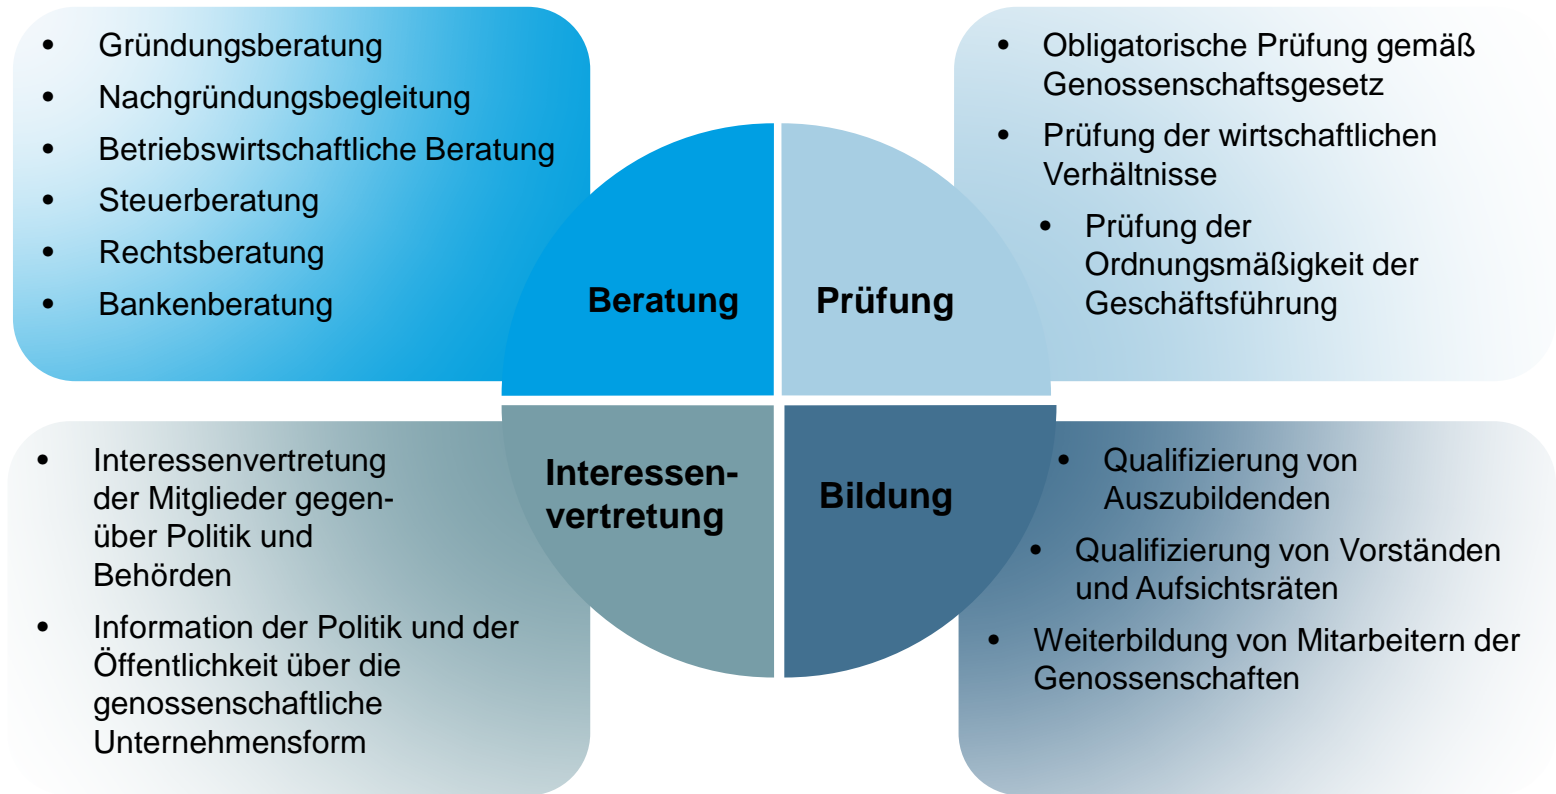 • Gründungsberatung
• Nachgründungsbegleitung
• Betriebswirtschaftliche Beratung
• Steuerberatung
• Rechtsberatung
• Bankenberatung
Beratung
• Obligatorische Prüfung gemäß
Genossenschaftsgesetz
• Prüfung der wirtschaftlichen
Verhältnisse
• Prüfung der
Ordnungsmäßigkeit der
Geschäftsführung
Prüfung
• Interessenvertretung
der Mitglieder gegen-
über Politik und
Behörden
• Information der Politik und der
Öffentlichkeit über die
genossenschaftliche
Unternehmensform
Interessen-
vertretung
Bildung
• Qualifizierung von
Auszubildenden
• Qualifizierung von Vorständen
und Aufsichtsräten
• Weiterbildung von Mitarbeitern der
Genossenschaften